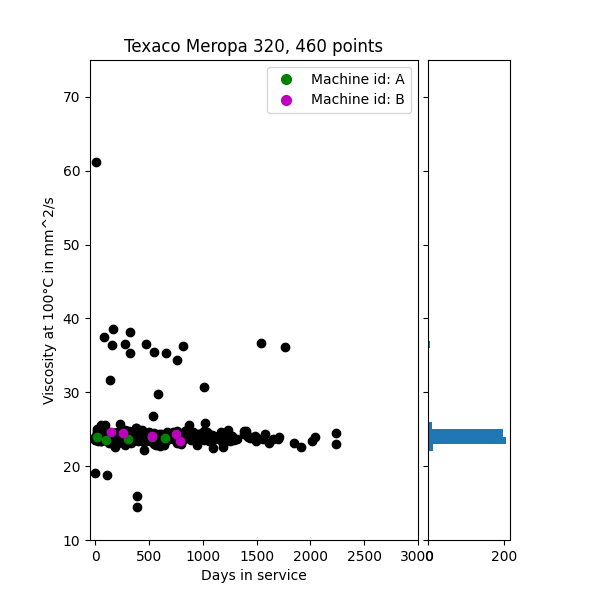 Texaco Meropa 320, 460 points
Machine id: A
Machine id: B
Viscosity at 100°C in mm^2/s
70
60
50
40
30
20
10
0 500 1000 1500 2000 2500 3000
0 200
Days in service